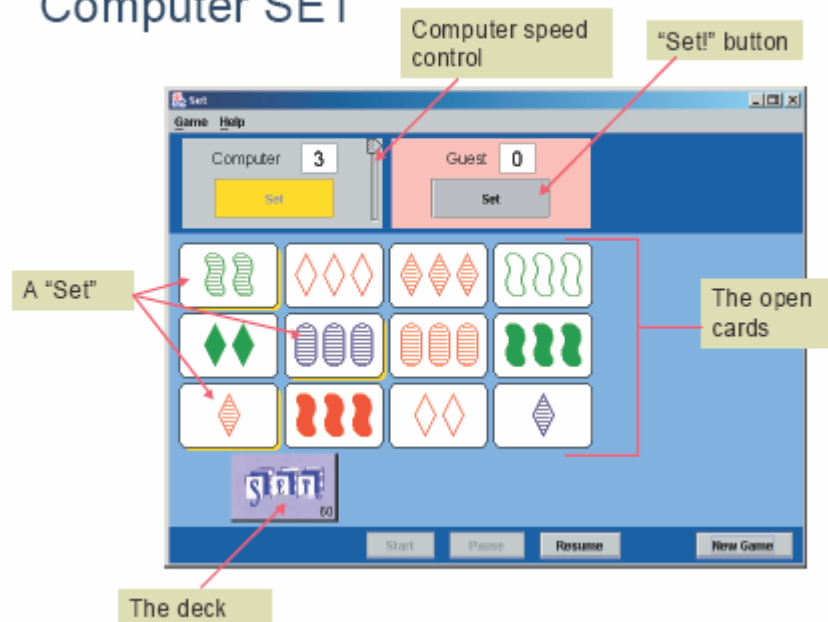 Computer SET
Computer speed
control
“Set!” button
Set
Game Help
Computer 3
Guest 0
Set
Set
A “Set”
The open
cards
SET!
60
Start Pause Resume New Game
The deck